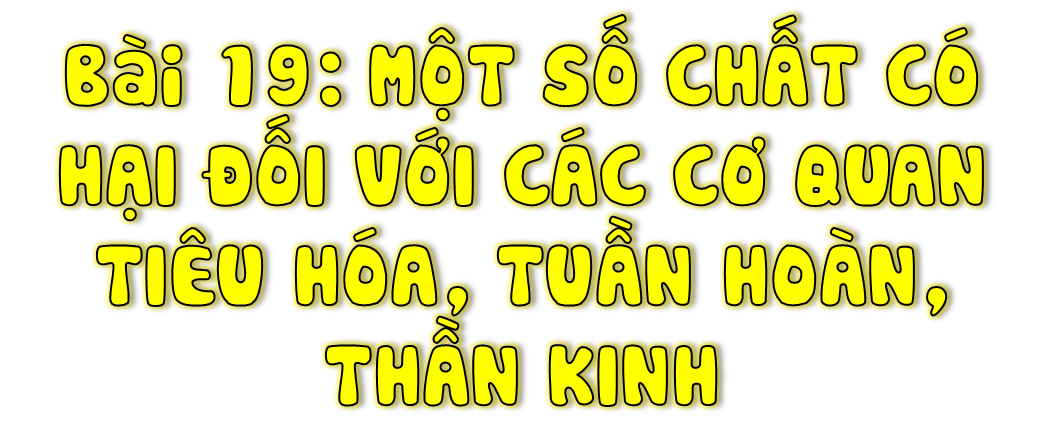 Bài 19: MỘT SỐ CHẤT CÓ
HẠI ĐỐI VỚI CÁC CƠ QUAN
TIÊU HÓA, TUẦN HOÀN,
THẦN KINH